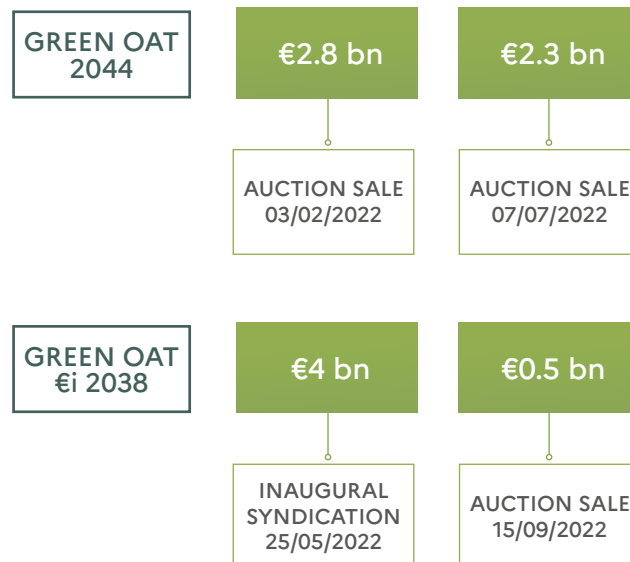 GREEN OAT
2044
€2.8 bn
€2.3 bn
AUCTION SALE
03/02/2022
AUCTION SALE
07/07/2022
GREEN OAT
€i 2038
€4 bn
€0.5 bn
INAUGURAL
SYNDICATION
25/05/2022
AUCTION SALE
15/09/2022